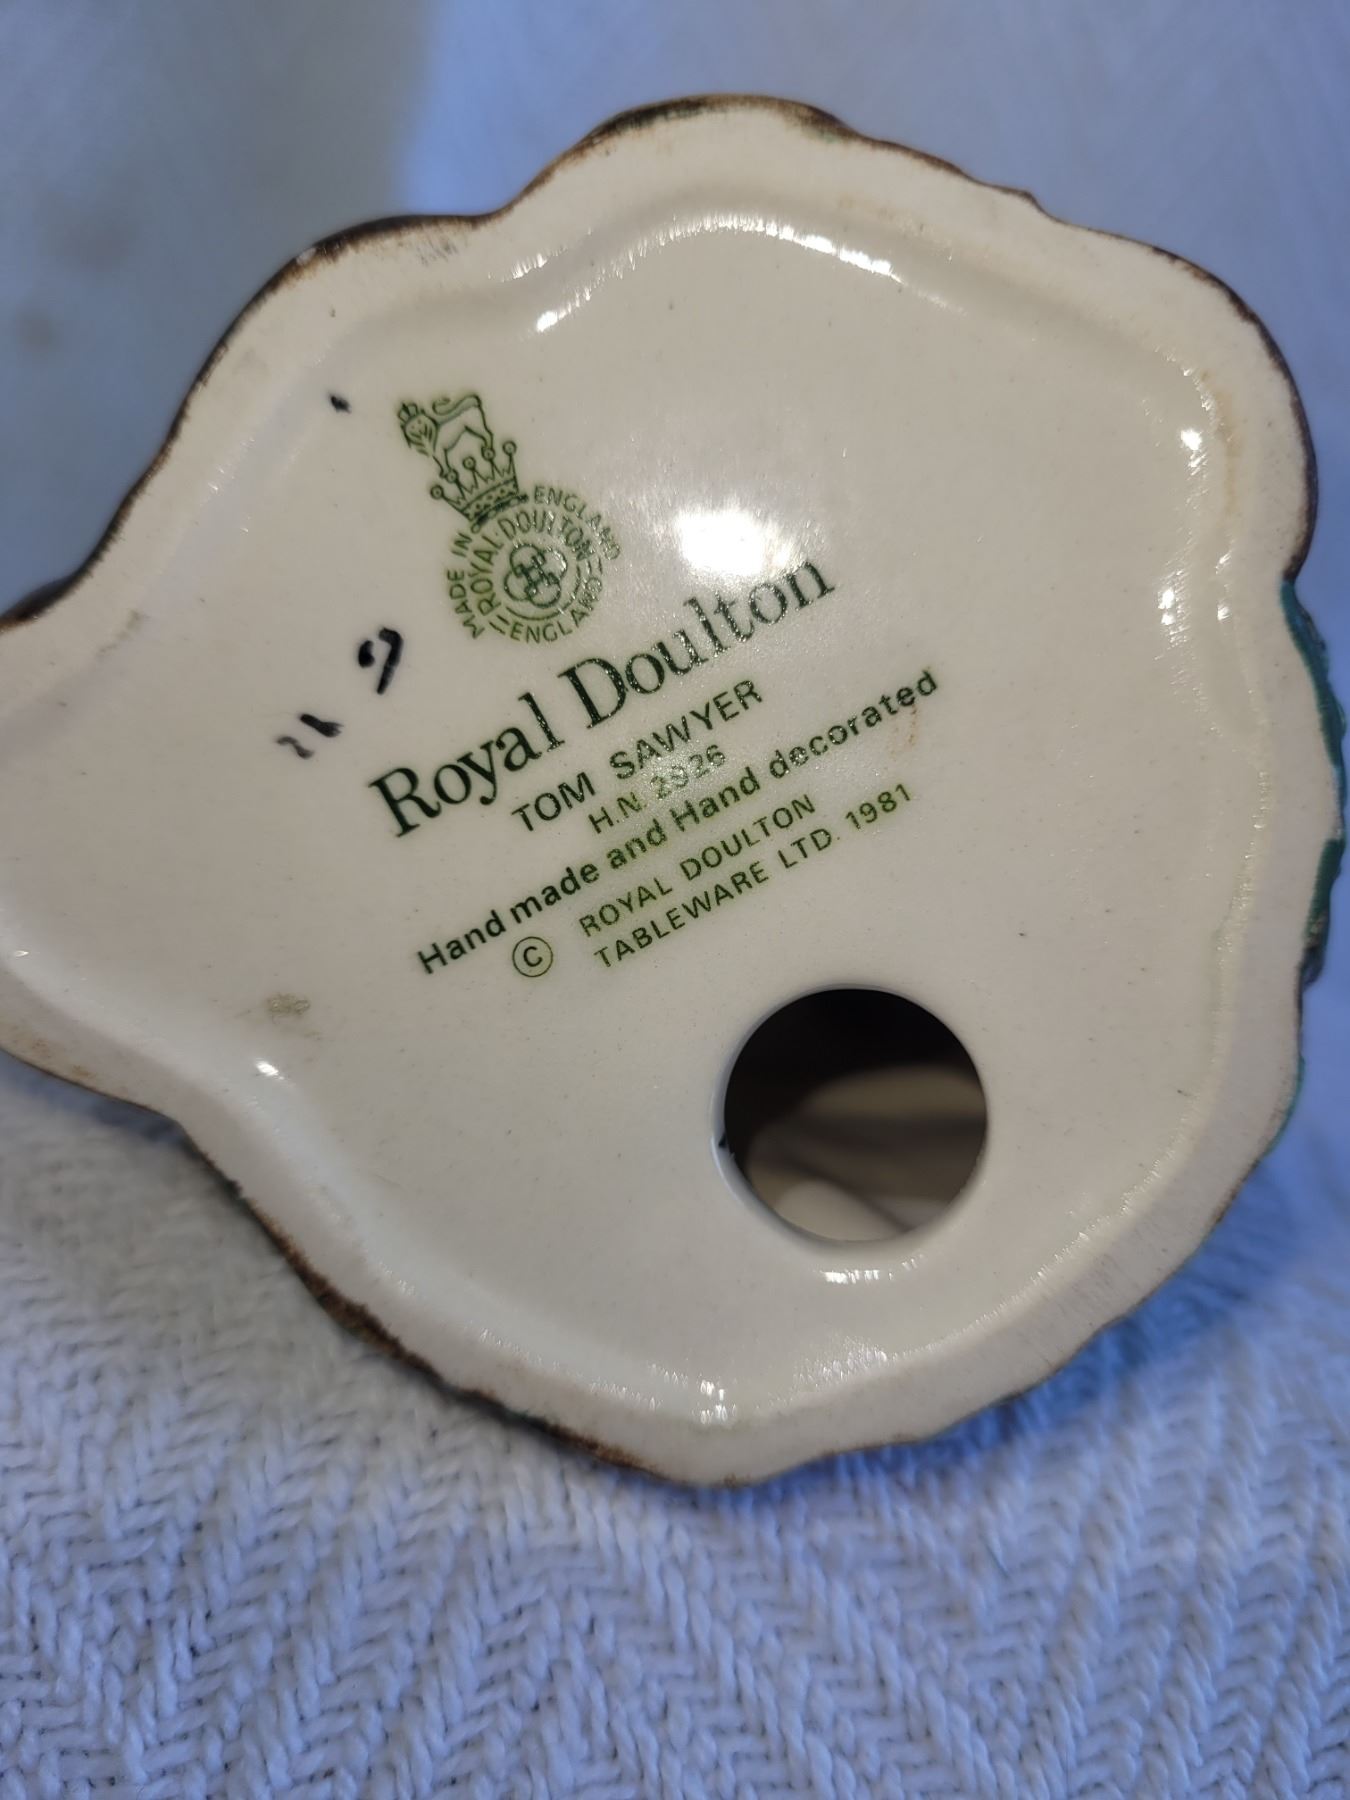 MADE IN ENGLAND
ROYAL·DOULTON
ENGLAND
Royal Doulton
TOM SAWYER
H.N. 2926
Hand made and Hand decorated
© ROYAL DOULTON
TABLEWARE LTD. 1981